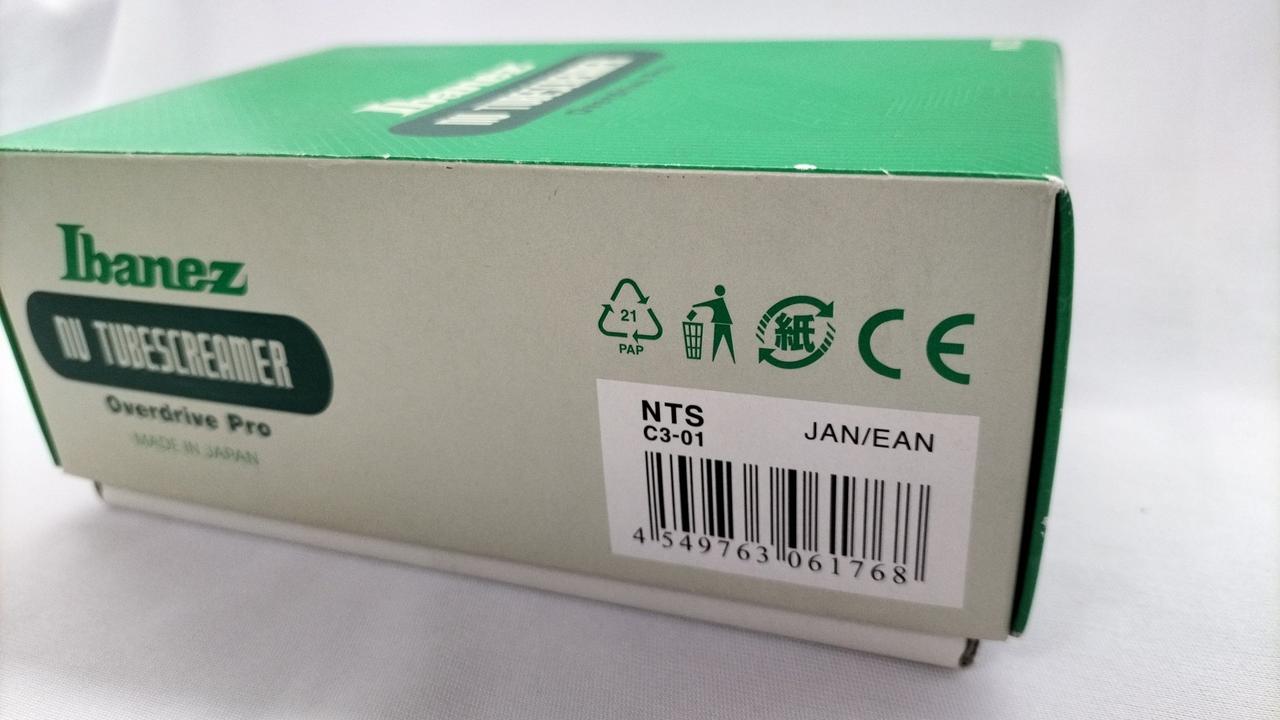 Ibanez
NU TUBESCREAMER
Ibanez
NU TUBESCREAMER
Overdrive Pro
MADE IN JAPAN
21
PAP
紙
CE
NTS
C3-01
JAN/EAN
4 549763 061768